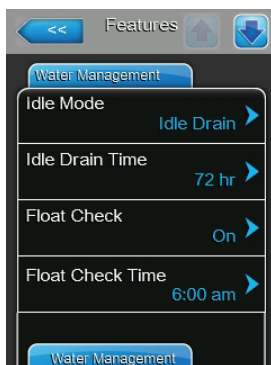 << Features
Water Management
Idle Mode
Idle Drain
Idle Drain Time
72 hr
Float Check
On
Float Check Time
6:00 am
Water Management